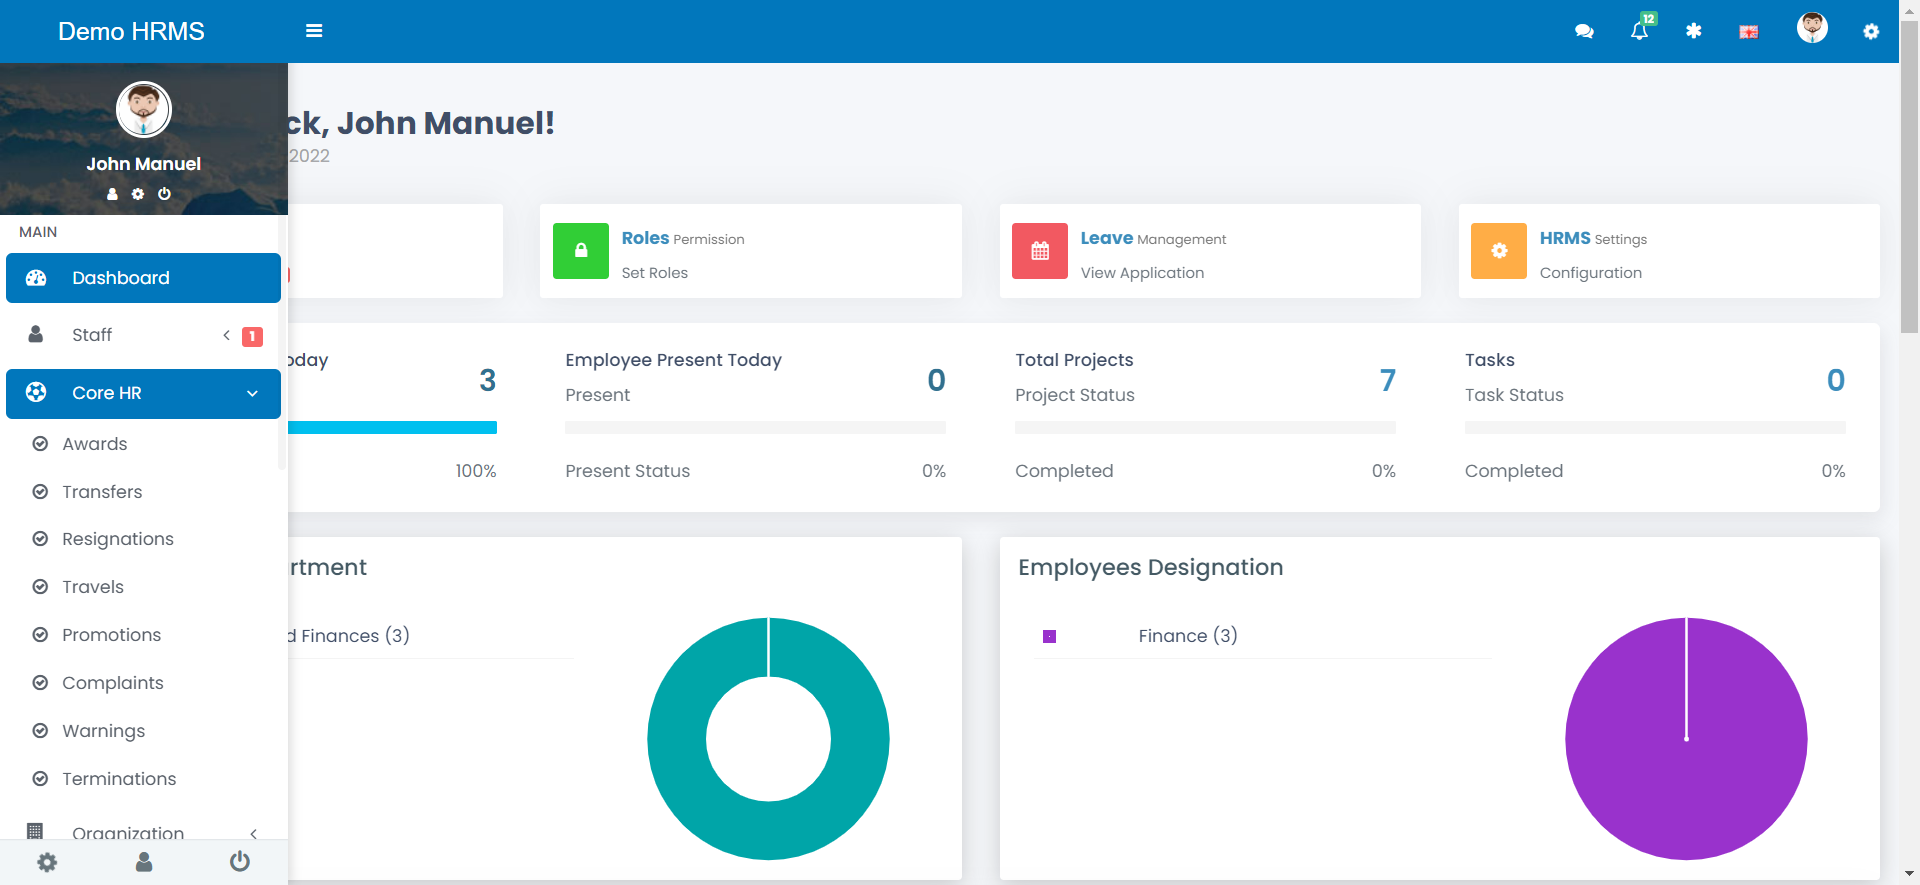 Demo HRMS
12
John Manuel
MAIN
Dashboard
Staff
1
Core HR
Awards
Transfers
Resignations
Travels
Promotions
Complaints
Warnings
Terminations
Organization
ck, John Manuel!
2022
Roles Permission
Set Roles
Leave Management
View Application
HRMS Settings
Configuration
oday
3
100%
Employee Present Today
0
Present
Present Status
0%
Total Projects
7
Project Status
Completed
0%
Tasks
0
Task Status
Completed
0%
rtment
d Finances (3)
Employees Designation
Finance (3)